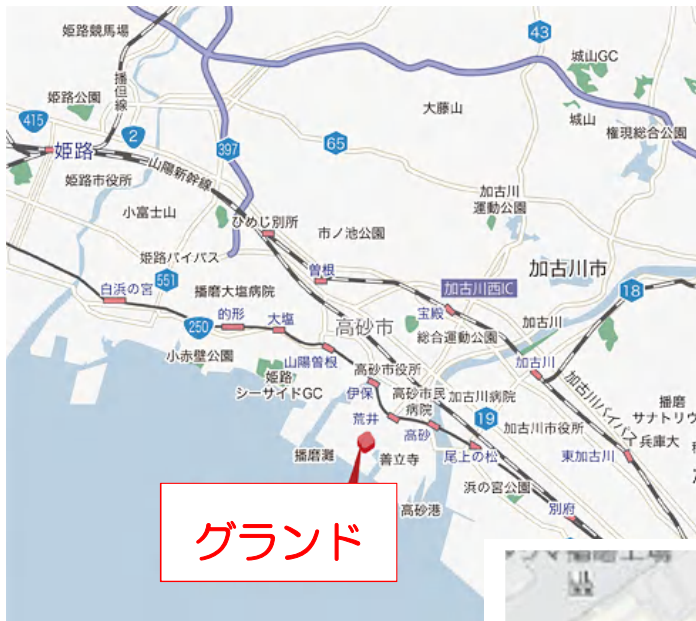 姫路競馬場
播但線
43
城山GC
大藤山
城山
権現総合公園
姫路公園
415
2
397
65
姫路
山陽新幹線
姫路市役所
小富士山
加古川
運動公園
ひめじ別所
市ノ池公園
姫路バイパス
551
曽根
加古川市
加古川西IC
18
白浜の宮
播磨大塩病院
250
的形
大塩
高砂市
宝殿
総合運動公園
加古川
小赤壁公園
山陽曽根
姫路
シーサイドGC
高砂市役所
伊保
加古川
高砂市民
病院
加古川病院
19
加古川バイパス
播磨
サナトリウ
荒井
高砂
加古川市役所
兵庫大
播磨灘
善立寺
尾上の松
東加古川
浜の宮公園
高砂港
別府
グランド